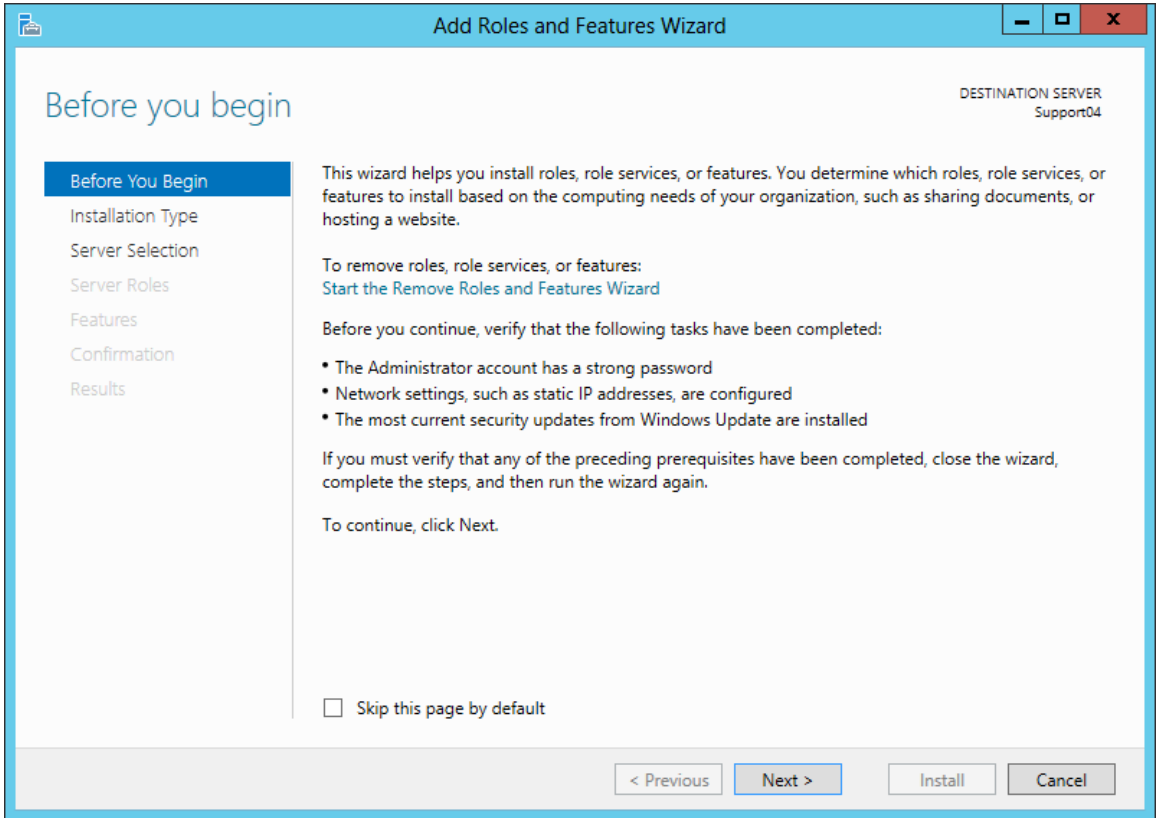 Add Roles and Features Wizard
Before you begin
DESTINATION SERVER
Support04
Before You Begin
Installation Type
Server Selection
Server Roles
Features
Confirmation
Results
This wizard helps you install roles, role services, or features. You determine which roles, role services, or
features to install based on the computing needs of your organization, such as sharing documents, or
hosting a website.
To remove roles, role services, or features:
Start the Remove Roles and Features Wizard
Before you continue, verify that the following tasks have been completed:
• The Administrator account has a strong password
• Network settings, such as static IP addresses, are configured
• The most current security updates from Windows Update are installed
If you must verify that any of the preceding prerequisites have been completed, close the wizard,
complete the steps, and then run the wizard again.
To continue, click Next.
Skip this page by default
< Previous
Next >
Install
Cancel